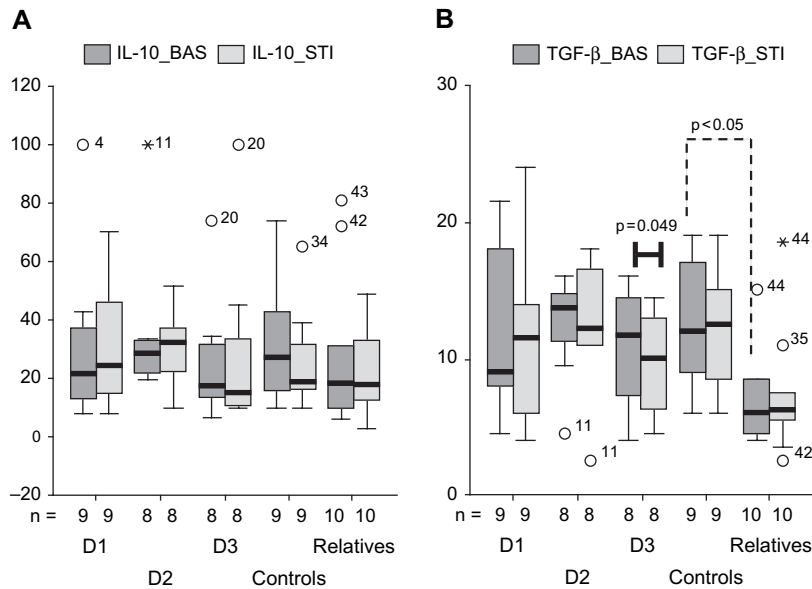 A
IL-10_BAS IL-10_STI
120
100
80
60
40
20
0
–20
4
*11
20
20
34
43
42
n = 9 9 8 8 8 8 9 9 10 10
D1 D3 Relatives
D2 Controls
B
TGF-β_BAS TGF-β_STI
30
20
10
0
p<0.05
p=0.049
11
11
44
*44
35
42
n = 9 9 8 8 8 8 9 9 10 10
D1 D3 Relatives
D2 Controls